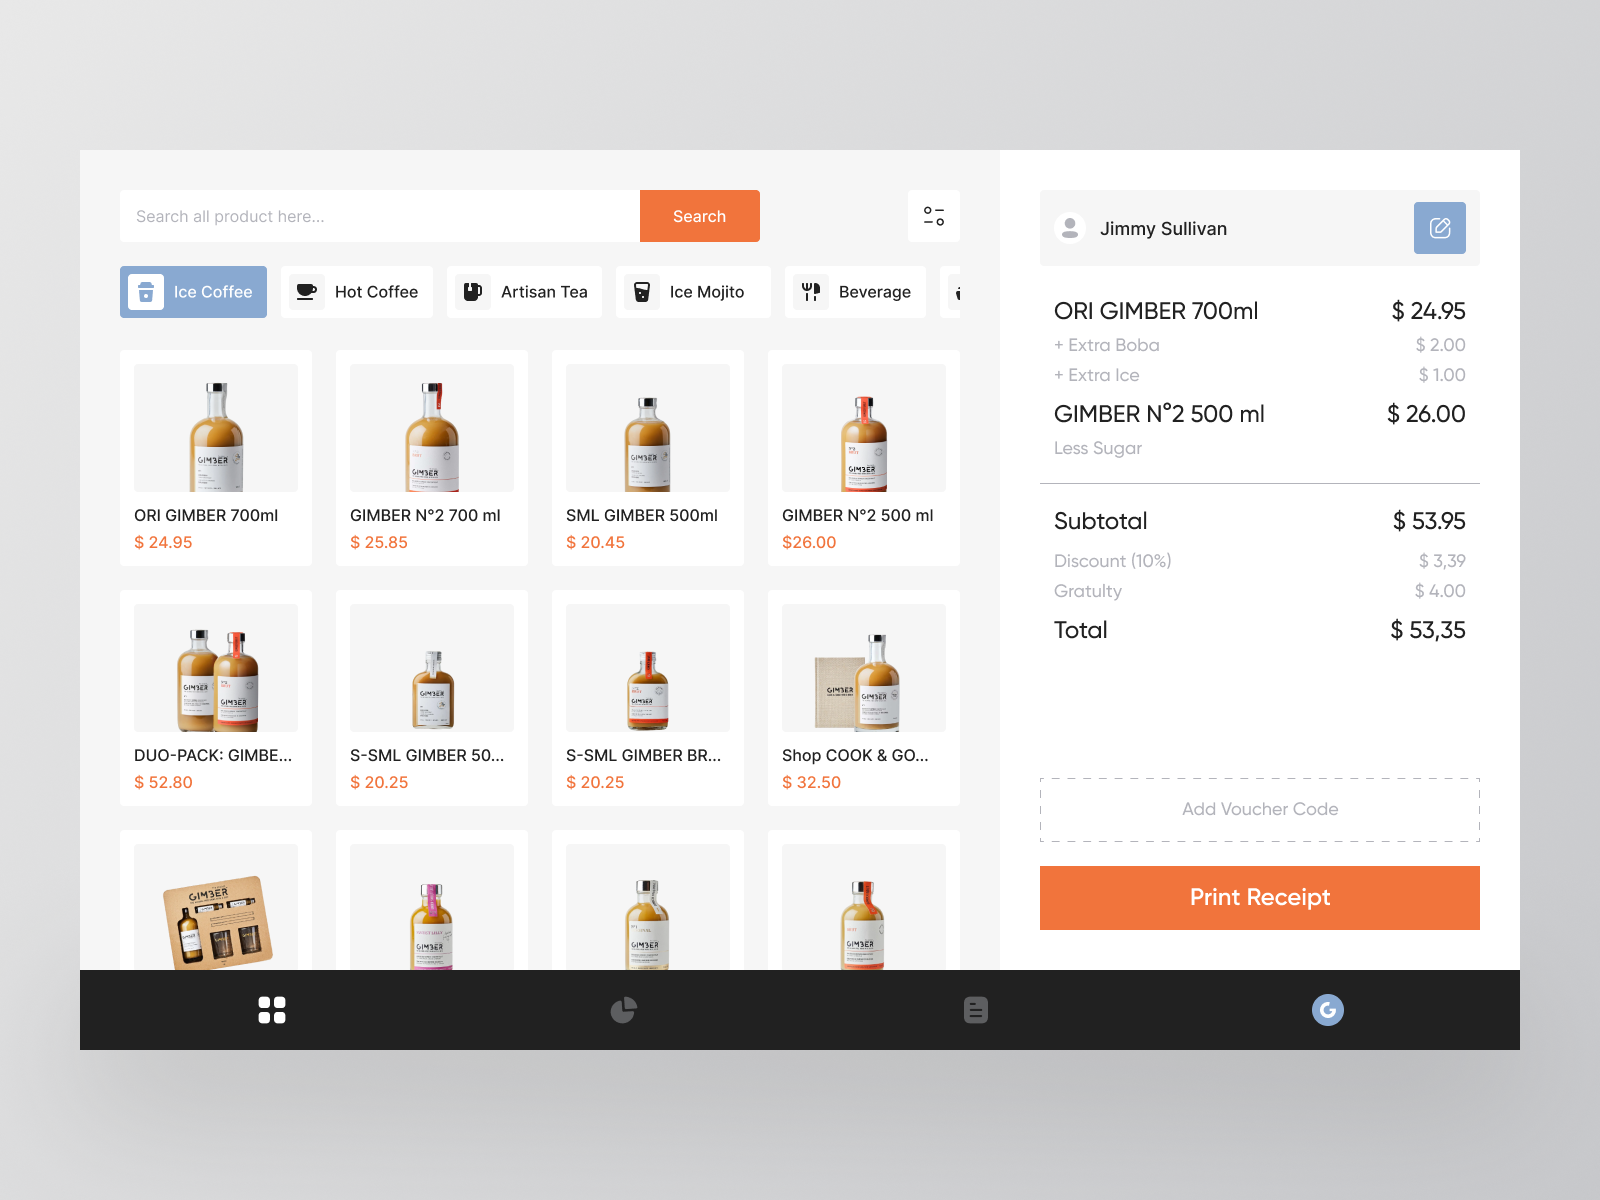 Search all product here...
Search
Ice Coffee
Hot Coffee
Artisan Tea
Ice Mojito
Beverage
GIMBER
GIMBER
GIMBER
GIMBER
ORI GIMBER 700ml
GIMBER N°2 700 ml
SML GIMBER 500ml
GIMBER N°2 500 ml
$ 24.95
$ 25.85
$ 20.45
$26.00
GIMBER
GIMBER
GIMBER
GIMBER
GIMBER
GIMBER
DUO-PACK: GIMBE...
S-SML GIMBER 50...
S-SML GIMBER BR...
Shop COOK & GO...
$ 52.80
$ 20.25
$ 20.25
$ 32.50
GIMBER
GIMBER
GIMBER
GIMBER
Jimmy Sullivan
ORI GIMBER 700ml
$ 24.95
+ Extra Boba
$ 2.00
+ Extra Ice
$ 1.00
GIMBER N°2 500 ml
$ 26.00
Less Sugar
Subtotal
$ 53.95
Discount (10%)
$ 3,39
Gratulty
$ 4.00
Total
$ 53,35
Add Voucher Code
Print Receipt
G